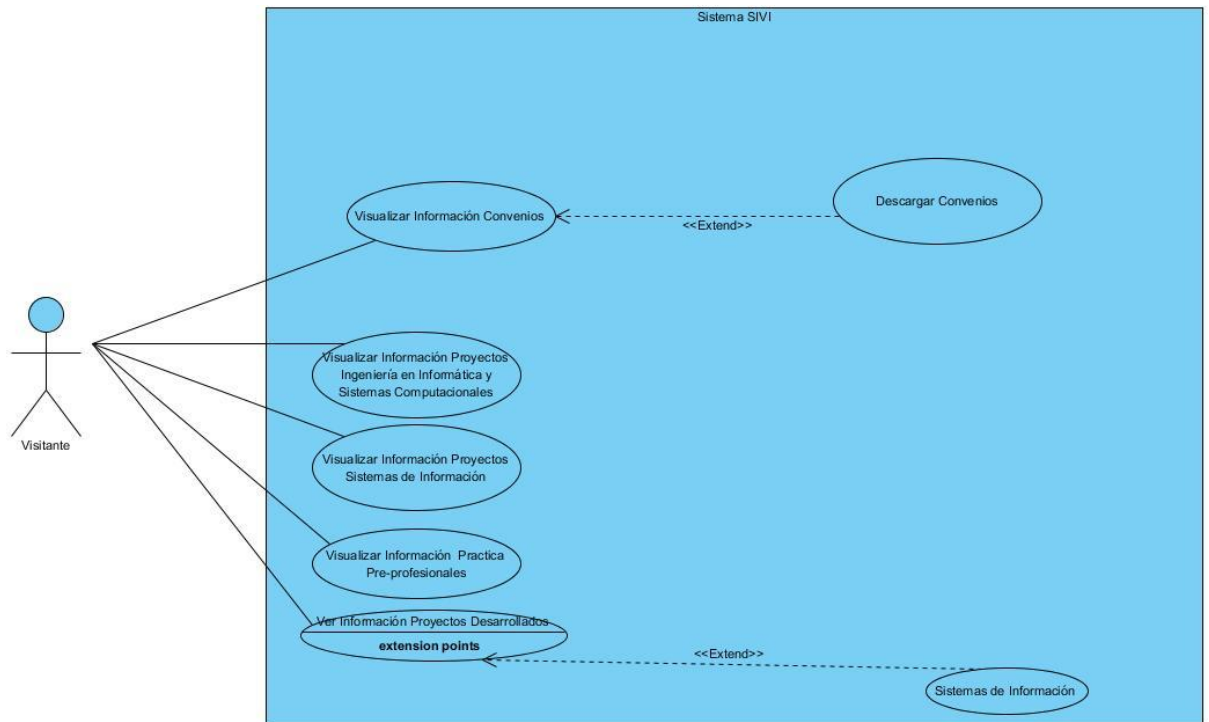 Sistema SIVI
Descargar Convenios
Visualizar Información Convenios
<<Extend>>
Visualizar Información Proyectos
Ingeniería en Informática y
Sistemas Computacionales
Visitante
Visualizar Información Proyectos
Sistemas de Información
Visualizar Información Practica
Pre-profesionales
Ver Información Proyectos Desarrollados
extension points
<<Extend>>
Sistemas de Información